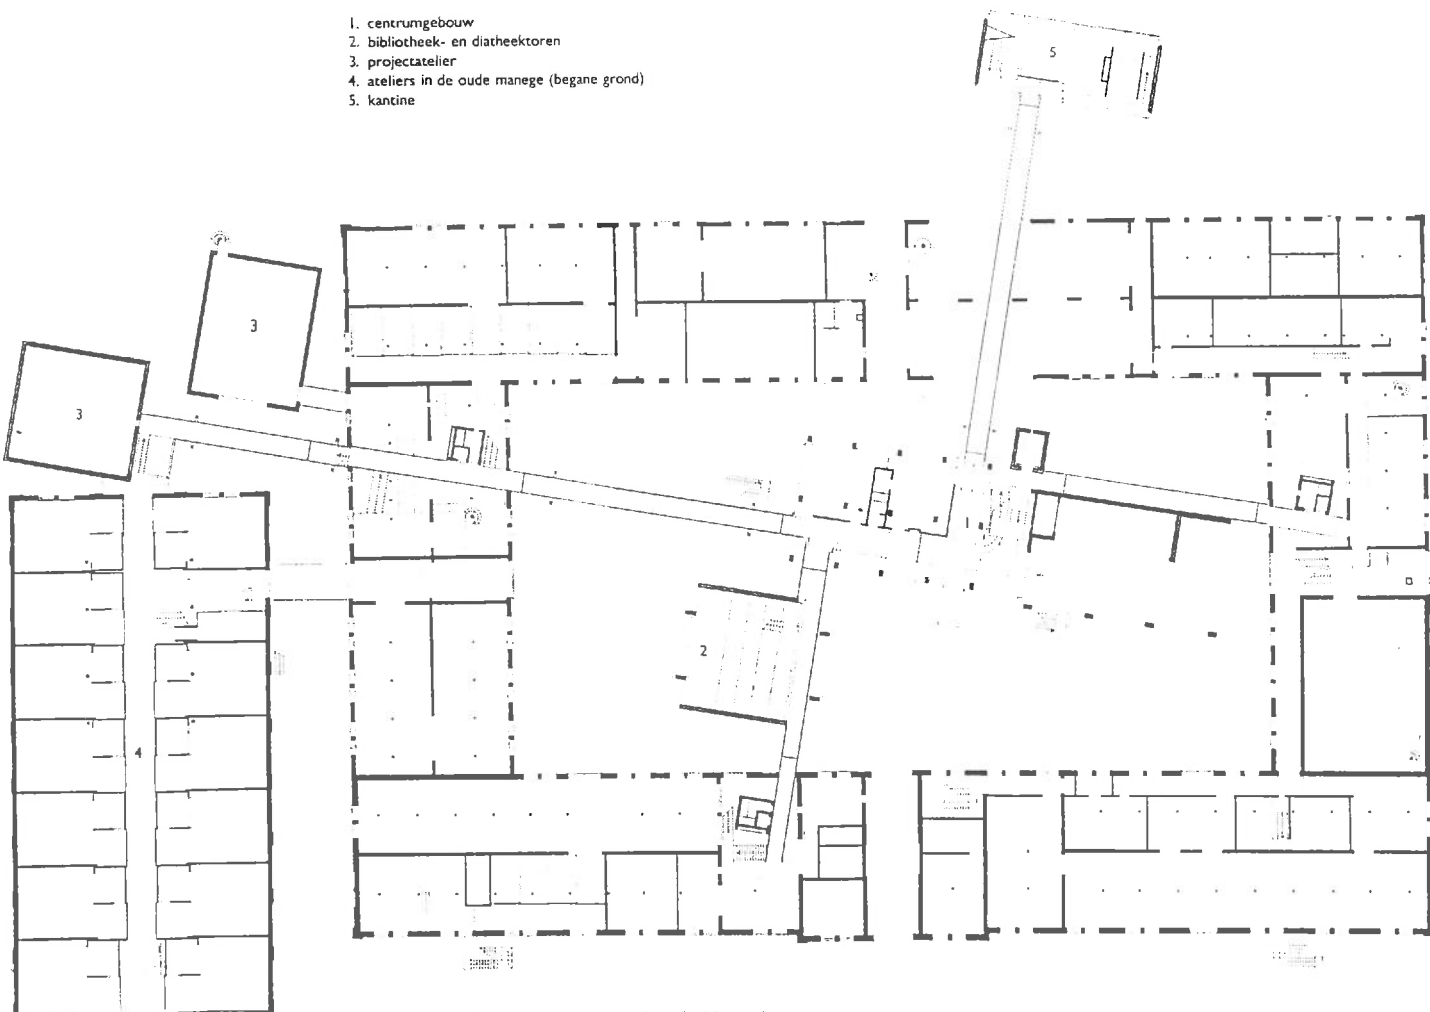 1. centrumgebouw
2. bibliotheek- en diatheektoren
3. projectatelier
4. ateliers in de oude manege (begane grond)
5. kantine
5
3
3
1
2
4